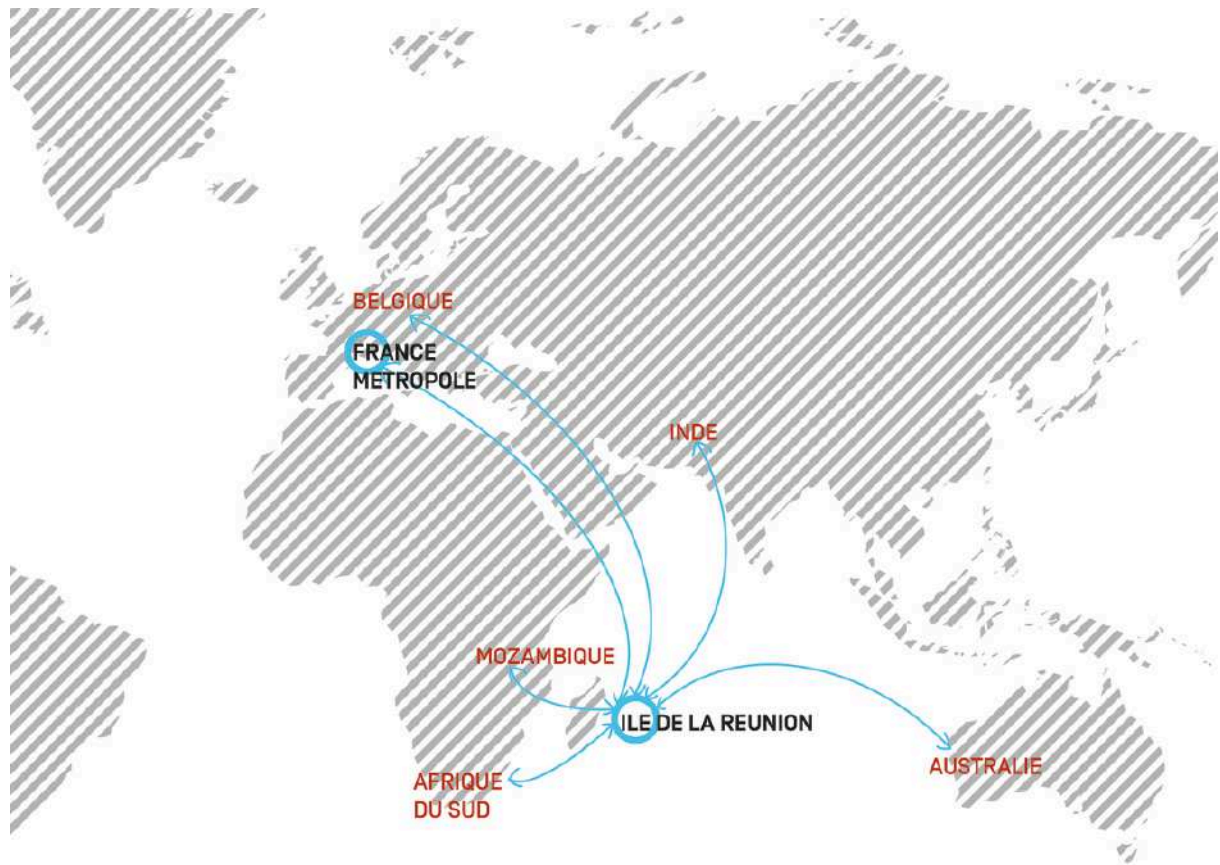 BELGIQUE
FRANCE
METROPOLE
INDE
MOZAMBIQUE
ILE DE LA REUNION
AUSTRALIE
AFRIQUE
DU SUD